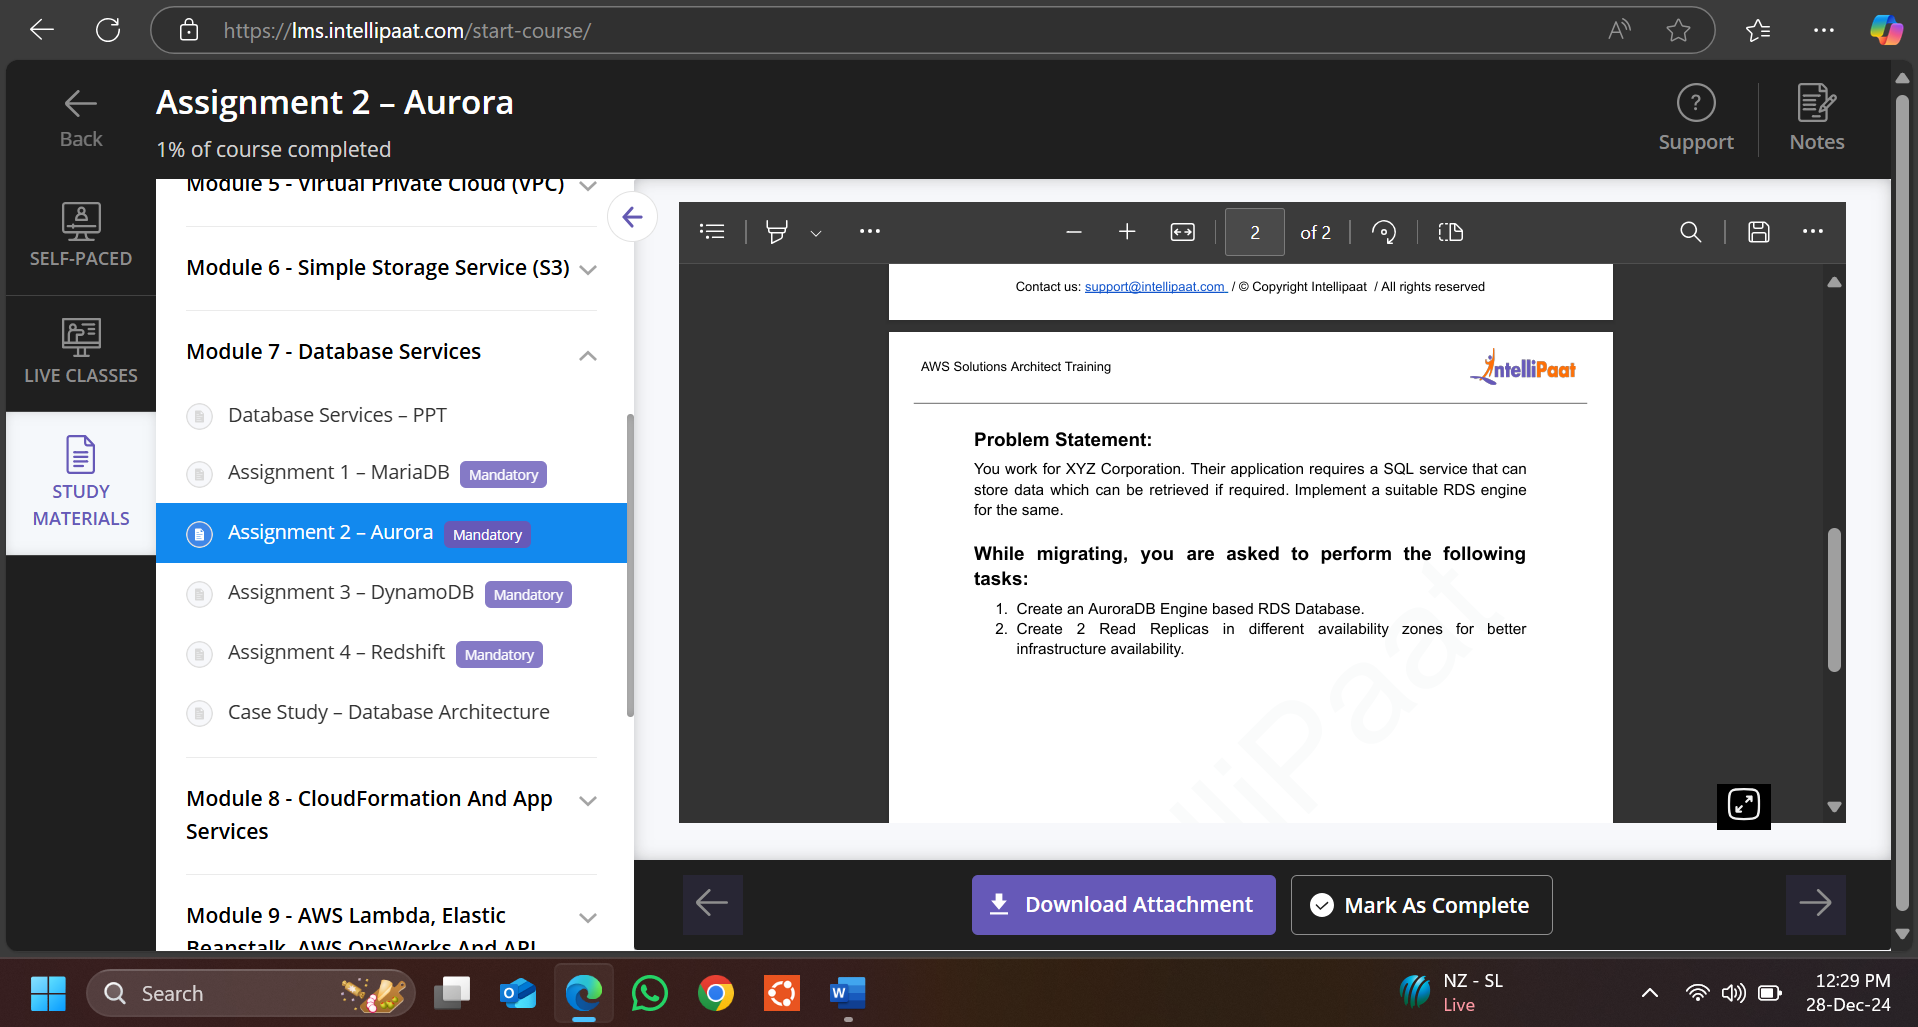 https://lms.intellipaat.com/start-course/
Back
Assignment 2 – Aurora
1% of course completed
Support
Notes
SELF-PACED
LIVE CLASSES
STUDY
MATERIALS
Module 5 - Virtual Private Cloud (VPC)
Module 6 - Simple Storage Service (S3)
Module 7 - Database Services
Database Services – PPT
Assignment 1 – MariaDB Mandatory
Assignment 2 – Aurora Mandatory
Assignment 3 – DynamoDB Mandatory
Assignment 4 – Redshift Mandatory
Case Study – Database Architecture
Module 8 - CloudFormation And App
Services
Module 9 - AWS Lambda, Elastic
Beanstalk, AWS OpsWorks And API
2 of 2
Contact us: support@intellipaat.com / © Copyright Intellipaat / All rights reserved
AWS Solutions Architect Training
IntelliPaat
Problem Statement:
You work for XYZ Corporation. Their application requires a SQL service that can
store data which can be retrieved if required. Implement a suitable RDS engine
for the same.
While migrating, you are asked to perform the following
tasks:
1. Create an AuroraDB Engine based RDS Database.
2. Create 2 Read Replicas in different availability zones for better
infrastructure availability.
lliPaat
Download Attachment
Mark As Complete
Search
NZ - SL
Live
12:29 PM
28-Dec-24